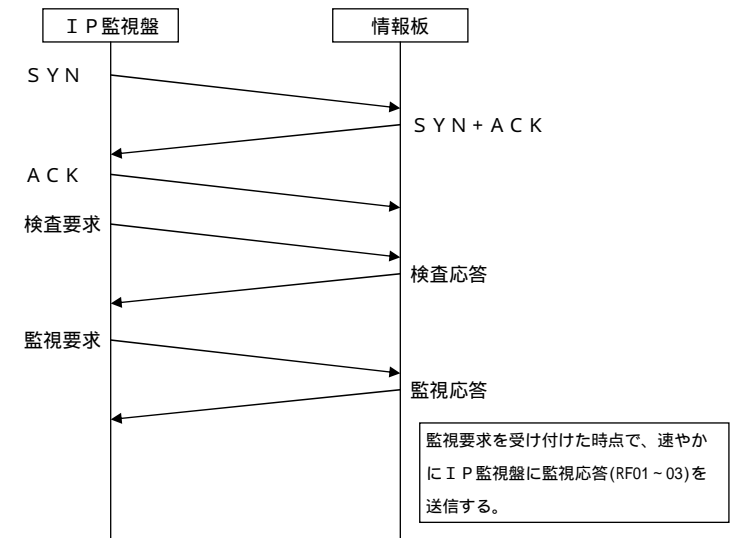 ＩＰ監視盤
情報板
ＳＹＮ
ＳＹＮ+ＡＣＫ
ＡＣＫ
検査要求
検査応答
監視要求
監視応答
監視要求を受け付けた時点で、速やか
にＩＰ監視盤に監視応答(RF01～03)を
送信する。